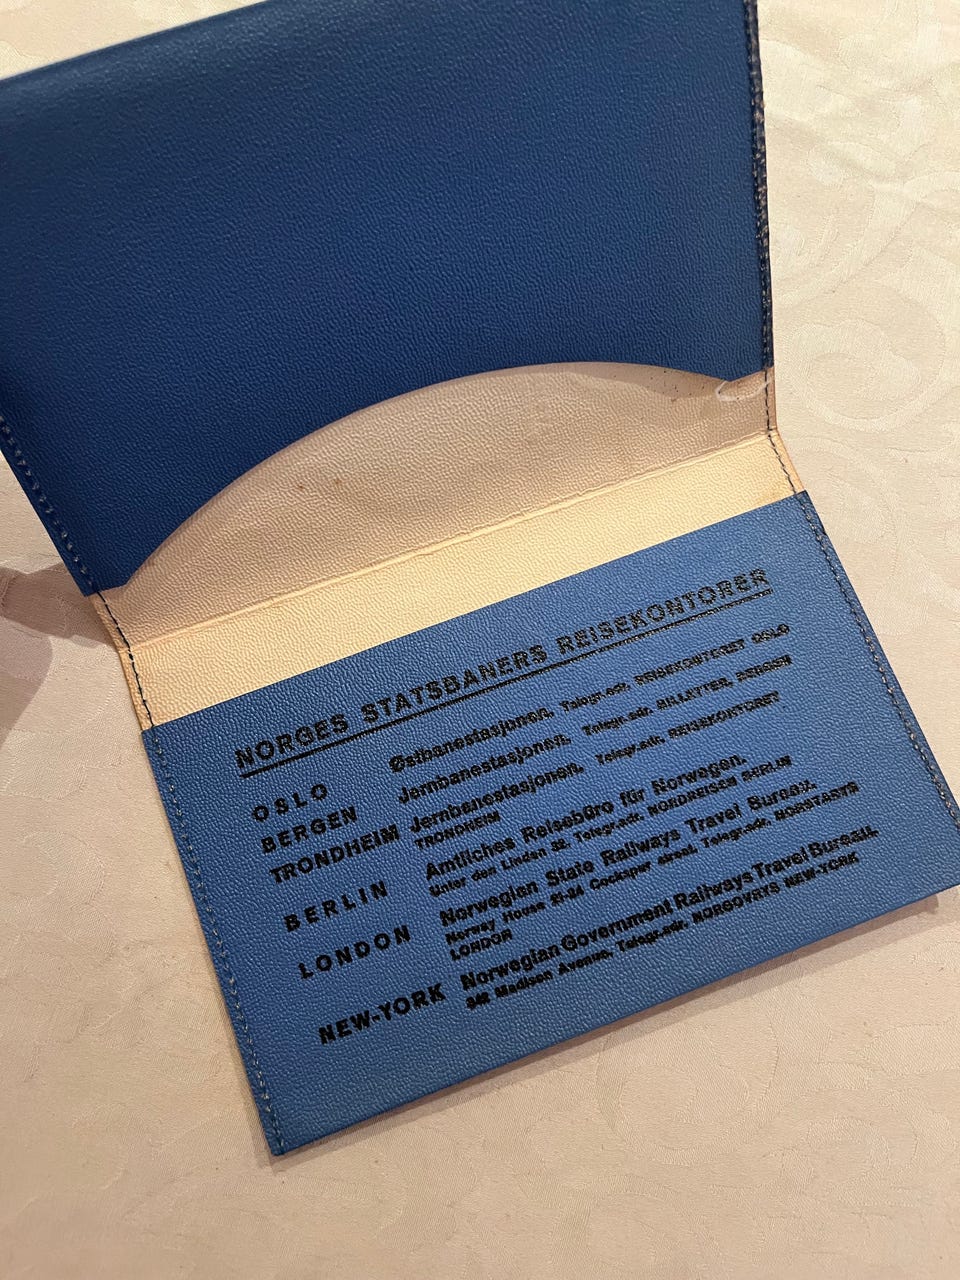 NORGES STATSBANERS REISEKONTORER
OSLO Østbanestasjonen. Telegr.adr. REISEKONTORET OSLO
BERGEN Jernbanestasjonen. Telegr.adr. BILLETTER, BERGEN
TRONDHEIM Jernbanestasjonen. Telegr.adr. REISEKONTORET
TRONDHEIM
BERLIN Amtliches Reisebüro für Norwegen.
Unter den Linden Telegr.adr. NORDREISEN BERLIN
LONDON Norwegian State Railways Travel Bureau.
Norway House 21-24 Cockspur street. Telegr.adr. NORSTARYS
LONDON
NEW-YORK Norwegian Government Railways Travel Bureau.
Madison Avenue, Telegr.adr. NORGOVRYS NEW-YORK